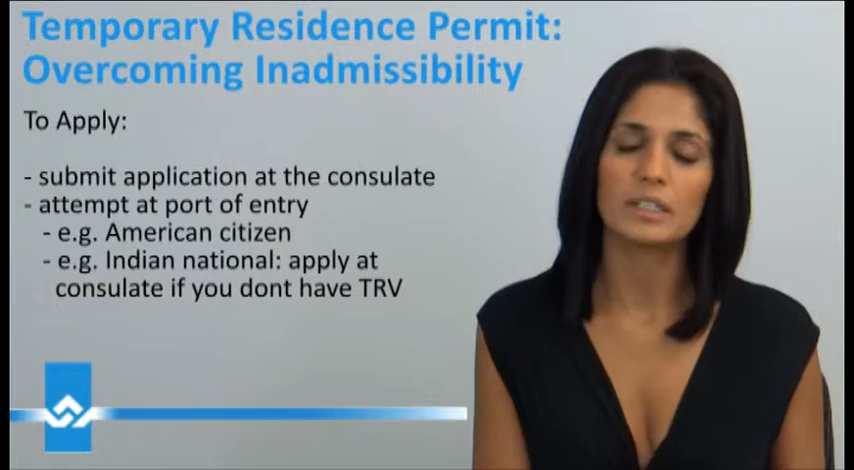 Temporary Residence Permit:
Overcoming Inadmissibility
To Apply:
- submit application at the consulate
- attempt at port of entry
- e.g. American citizen
- e.g. Indian national: apply at
consulate if you dont have TRV